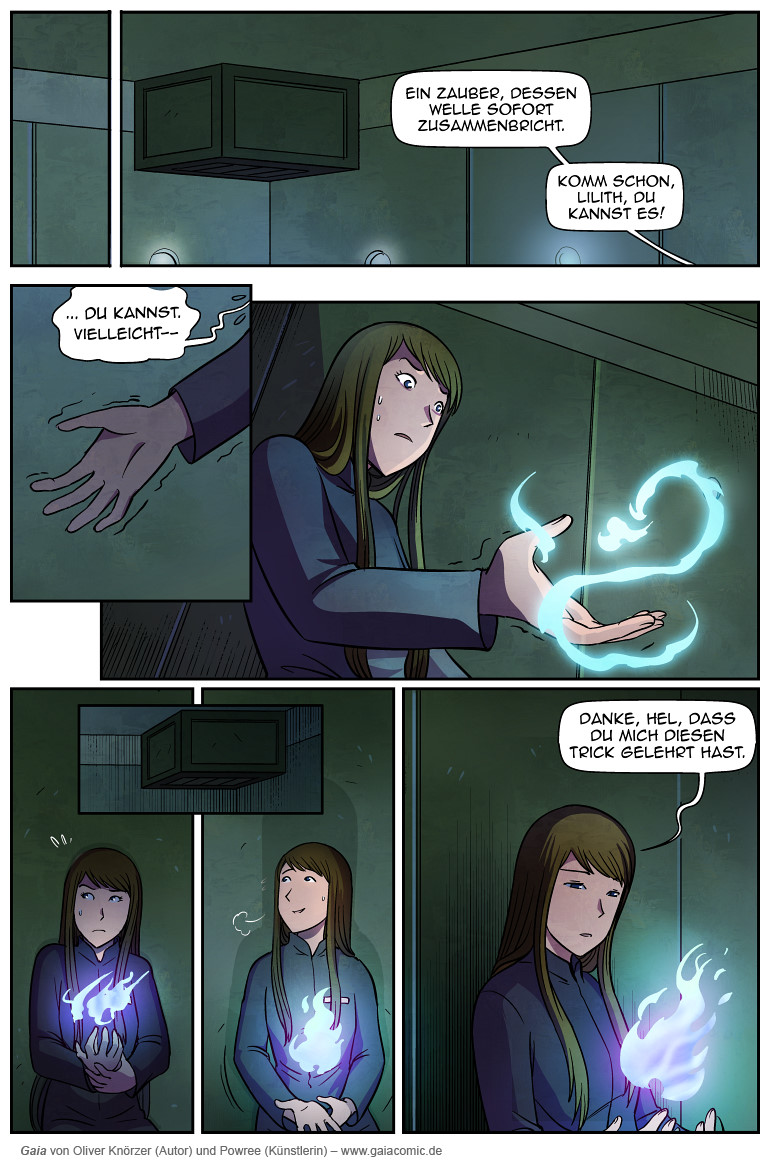 EIN ZAUBER, DESSEN
WELLE SOFORT
ZUSAMMENBRICHT.
KOMM SCHON,
LILITH, DU
KANNST ES!
... DU KANNST.
VIELLEICHT--
DANKE, HEL, DASS
DU MICH DIESEN
TRICK GELEHRT HAST.
Gaia von Oliver Knörzer (Autor) und Powree (Künstlerin) – www.gaiacomic.de